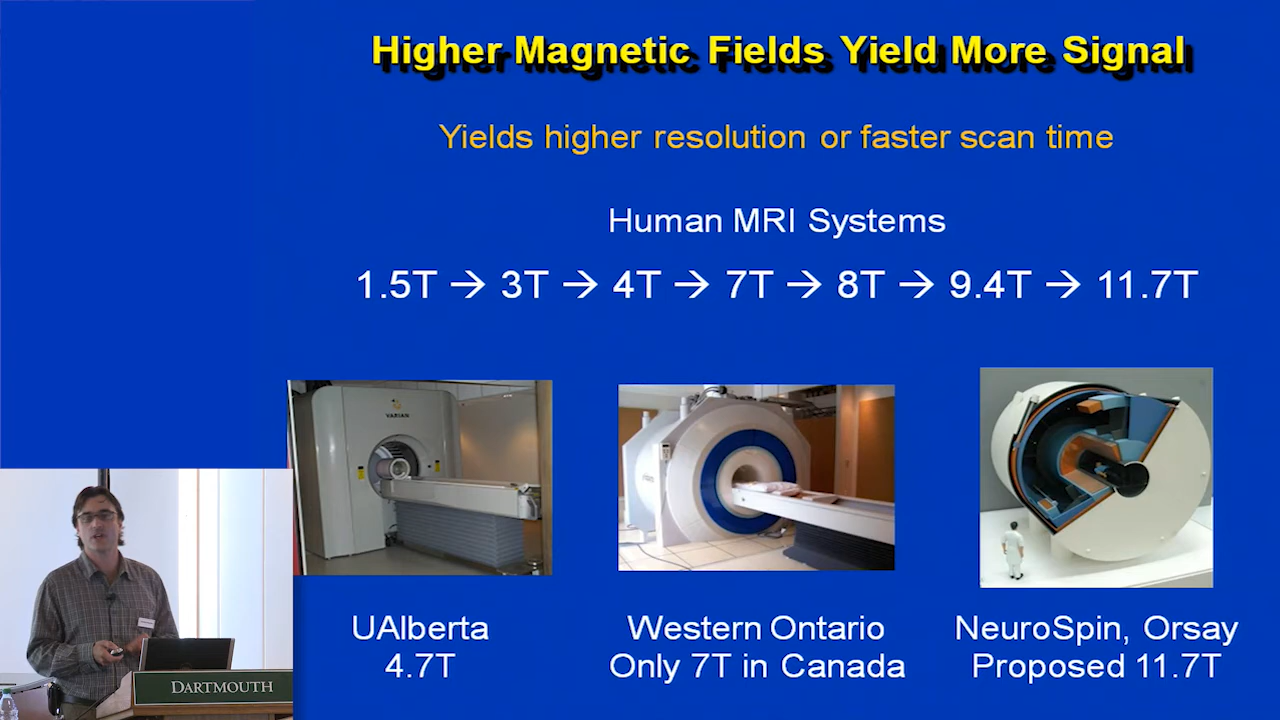 Higher Magnetic Fields Yield More Signal
Yields higher resolution or faster scan time
Human MRI Systems
1.5T → 3T → 4T → 7T → 8T → 9.4T → 11.7T
VARIAN
UAlberta
4.7T
Western Ontario
Only 7T in Canada
NeuroSpin, Orsay
Proposed 11.7T
DARTMOUTH